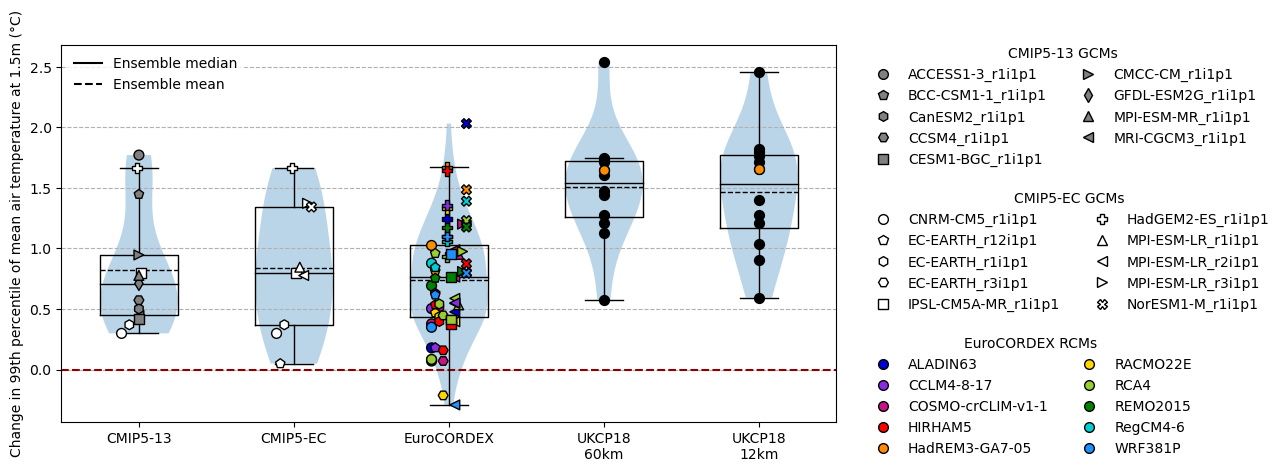 Change in 99th percentile of mean air temperature at 1.5m (°C)
2.5
2.0
1.5
1.0
0.5
0.0
Ensemble median
Ensemble mean
CMIP5-13
CMIP5-EC
EuroCORDEX
UKCP18
60km
UKCP18
12km
CMIP5-13 GCMs
ACCESS1-3_r1i1p1
BCC-CSM1-1_r1i1p1
CanESM2_r1i1p1
CCSM4_r1i1p1
CESM1-BGC_r1i1p1
CMCC-CM_r1i1p1
GFDL-ESM2G_r1i1p1
MPI-ESM-MR_r1i1p1
MRI-CGCM3_r1i1p1
CMIP5-EC GCMs
CNRM-CM5_r1i1p1
EC-EARTH_r12i1p1
EC-EARTH_r1i1p1
EC-EARTH_r3i1p1
IPSL-CM5A-MR_r1i1p1
HadGEM2-ES_r1i1p1
MPI-ESM-LR_r1i1p1
MPI-ESM-LR_r2i1p1
MPI-ESM-LR_r3i1p1
NorESM1-M_r1i1p1
EuroCORDEX RCMs
ALADIN63
CCLM4-8-17
COSMO-crCLIM-v1-1
HIRHAM5
HadREM3-GA7-05
RACMO22E
RCA4
REMO2015
RegCM4-6
WRF381P